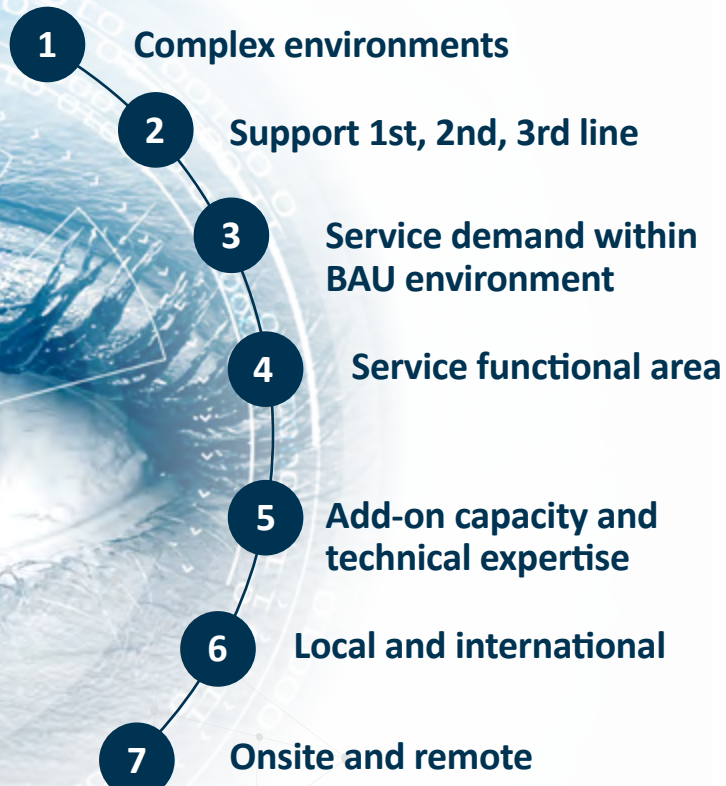 1 Complex environments
2 Support 1st, 2nd, 3rd line
3 Service demand within
BAU environment
4 Service functional area
5 Add-on capacity and
technical expertise
6 Local and international
7 Onsite and remote